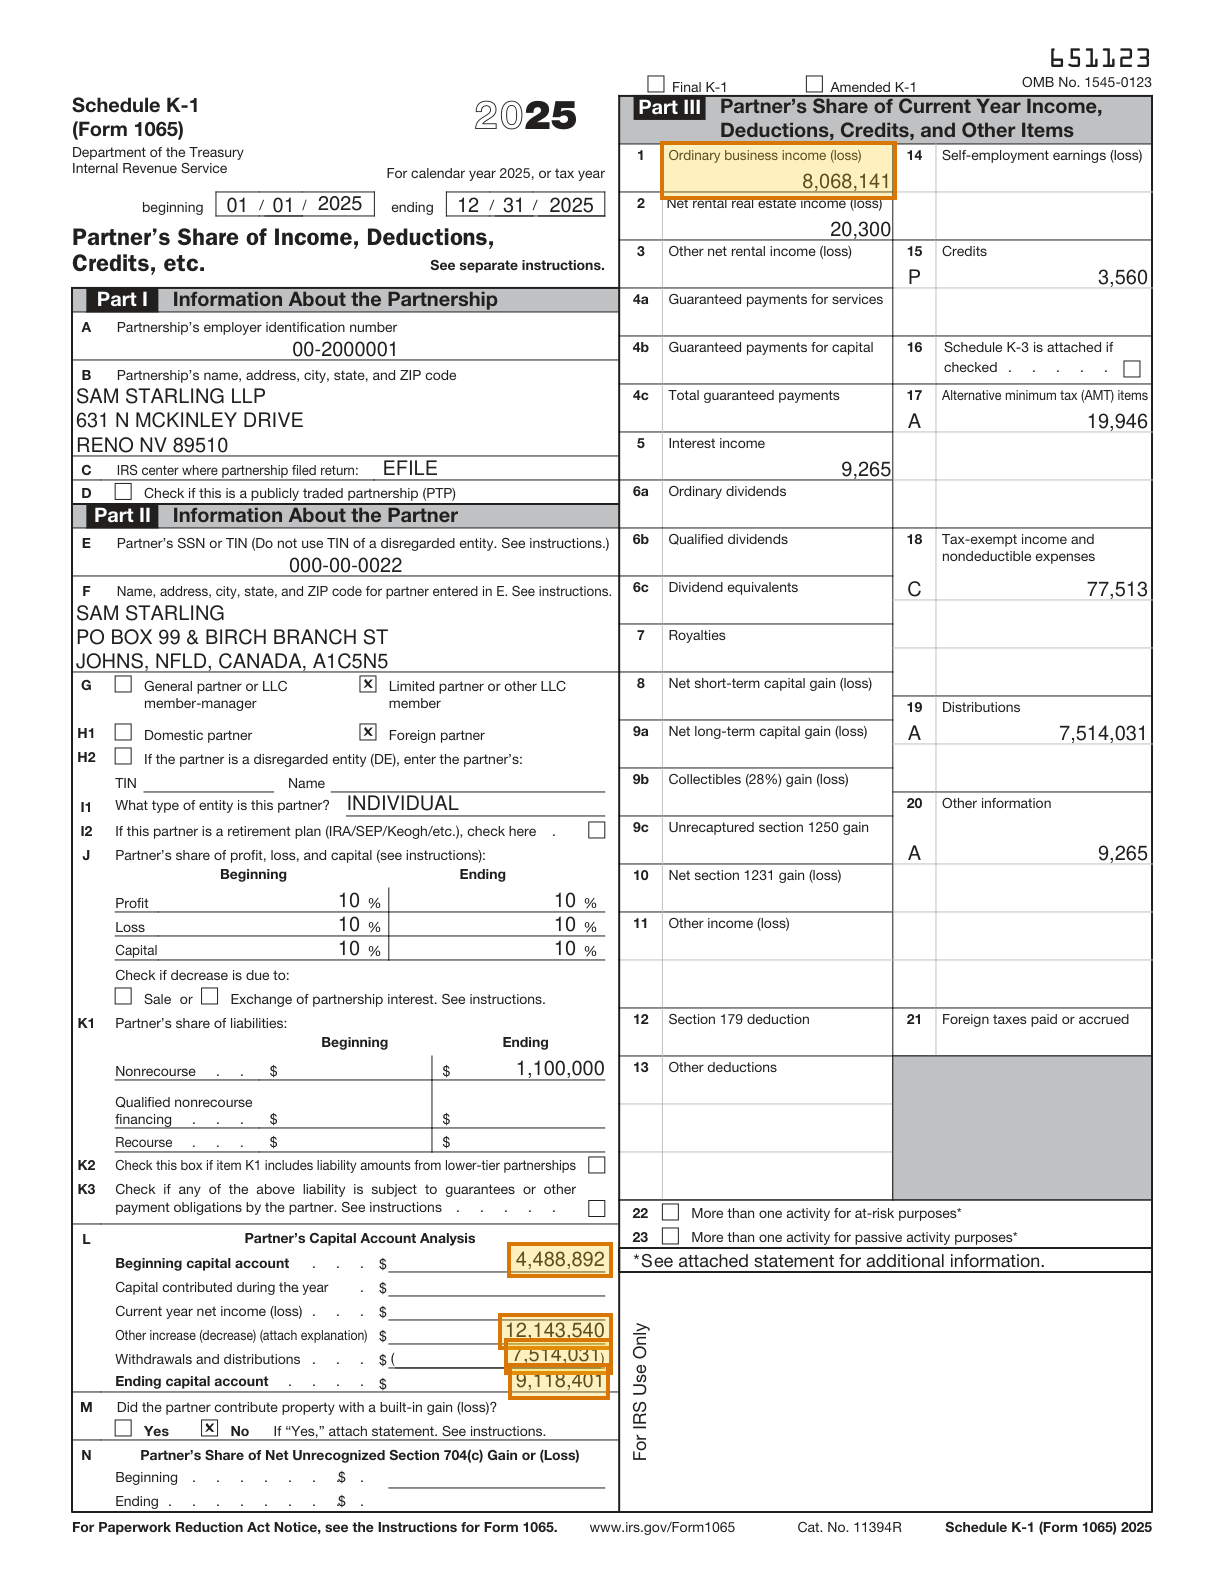 651123
OMB No. 1545-0123
Final K-1
Amended K-1
Schedule K-1
(Form 1065)
2025
Department of the Treasury
Internal Revenue Service
For calendar year 2025, or tax year
beginning 01 / 01 / 2025 ending 12 / 31 / 2025
Partner's Share of Income, Deductions,
Credits, etc.
See separate instructions.
Part I Information About the Partnership
A Partnership's employer identification number
00-2000001
B Partnership's name, address, city, state, and ZIP code
SAM STARLING LLP
631 N MCKINLEY DRIVE
RENO NV 89510
C IRS center where partnership filed return: EFILE
D Check if this is a publicly traded partnership (PTP)
Part II Information About the Partner
E Partner's SSN or TIN (Do not use TIN of a disregarded entity. See instructions.)
000-00-0022
F Name, address, city, state, and ZIP code for partner entered in E. See instructions.
SAM STARLING
PO BOX 99 & BIRCH BRANCH ST
JOHNS, NFLD, CANADA, A1C5N5
G General partner or LLC member-manager
x Limited partner or other LLC member
H1 Domestic partner
x Foreign partner
H2 If the partner is a disregarded entity (DE), enter the partner's:
TIN Name
I1 What type of entity is this partner? INDIVIDUAL
I2 If this partner is a retirement plan (IRA/SEP/Keogh/etc.), check here .
J Partner's share of profit, loss, and capital (see instructions):
Beginning Ending
Profit 10 % 10 %
Loss 10 % 10 %
Capital 10 % 10 %
Check if decrease is due to:
Sale or Exchange of partnership interest. See instructions.
K1 Partner's share of liabilities:
Beginning Ending
Nonrecourse . . $ $ 1,100,000
Qualified nonrecourse
financing . . . $ $
Recourse . . . $ $
K2 Check this box if item K1 includes liability amounts from lower-tier partnerships
K3 Check if any of the above liability is subject to guarantees or other
payment obligations by the partner. See instructions . . . . .
L Partner's Capital Account Analysis
Beginning capital account . . . $ 4,488,892
Capital contributed during the year . $
Current year net income (loss) . . . $
Other increase (decrease) (attach explanation) $ 12,143,540
Withdrawals and distributions . . . $ ( 7,514,031)
Ending capital account . . . . $ 9,118,401
M Did the partner contribute property with a built-in gain (loss)?
Yes x No If "Yes," attach statement. See instructions.
N Partner's Share of Net Unrecognized Section 704(c) Gain or (Loss)
Beginning . . . . . . $ .
Ending . . . . . . . $ .
Part III Partner's Share of Current Year Income,
Deductions, Credits, and Other Items
1 Ordinary business income (loss)
8,068,141
2 Net rental real estate income (loss)
20,300
3 Other net rental income (loss)
4a Guaranteed payments for services
4b Guaranteed payments for capital
4c Total guaranteed payments
5 Interest income
9,265
6a Ordinary dividends
6b Qualified dividends
6c Dividend equivalents
7 Royalties
8 Net short-term capital gain (loss)
9a Net long-term capital gain (loss)
9b Collectibles (28%) gain (loss)
9c Unrecaptured section 1250 gain
10 Net section 1231 gain (loss)
11 Other income (loss)
12 Section 179 deduction
13 Other deductions
14 Self-employment earnings (loss)
15 Credits
P 3,560
16 Schedule K-3 is attached if
checked . . . . .
17 Alternative minimum tax (AMT) items
A 19,946
18 Tax-exempt income and
nondeductible expenses
C 77,513
19 Distributions
A 7,514,031
20 Other information
A 9,265
21 Foreign taxes paid or accrued
22 More than one activity for at-risk purposes*
23 More than one activity for passive activity purposes*
*See attached statement for additional information.
For IRS Use Only
For Paperwork Reduction Act Notice, see the Instructions for Form 1065. www.irs.gov/Form1065 Cat. No. 11394R Schedule K-1 (Form 1065) 2025